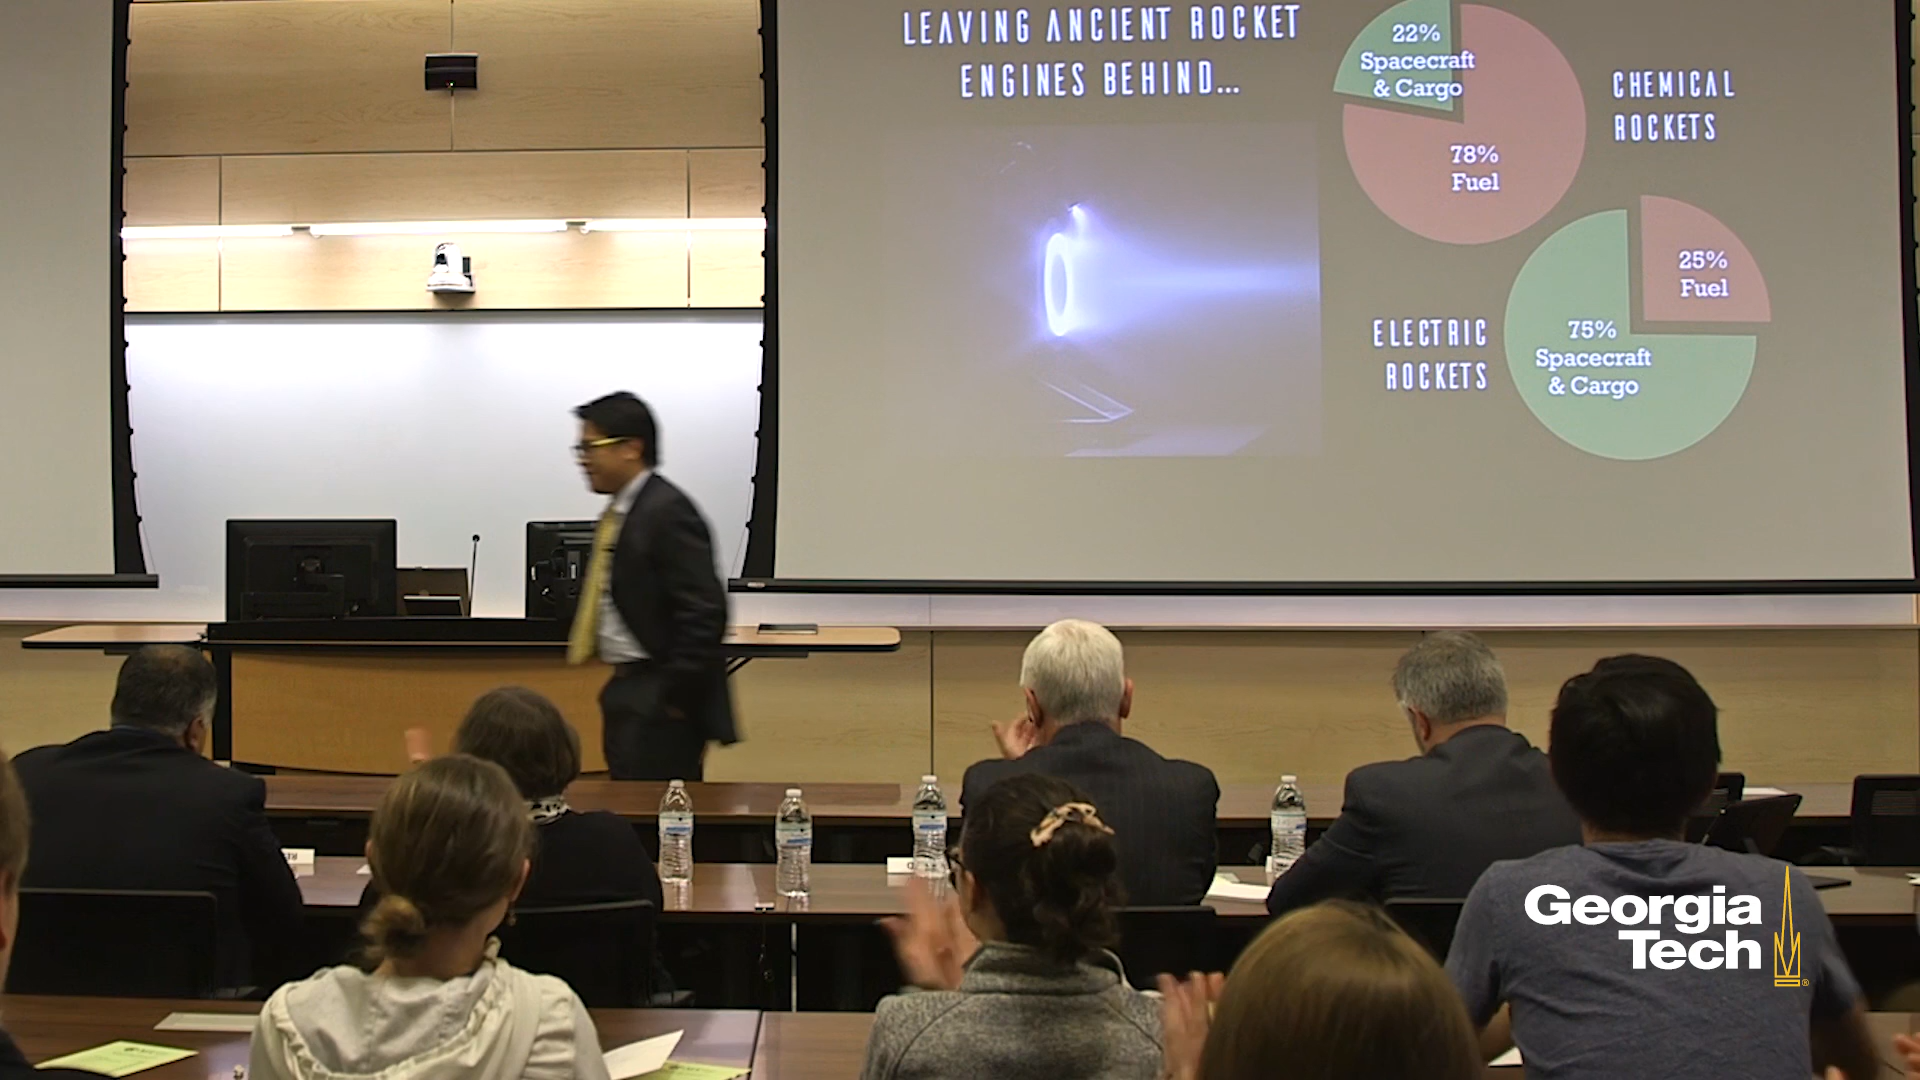 LEAVING ANCIENT ROCKET
ENGINES BEHIND...
22%
Spacecraft
& Cargo
78%
Fuel
CHEMICAL
ROCKETS
25%
Fuel
75%
Spacecraft
& Cargo
ELECTRIC
ROCKETS
Georgia
Tech